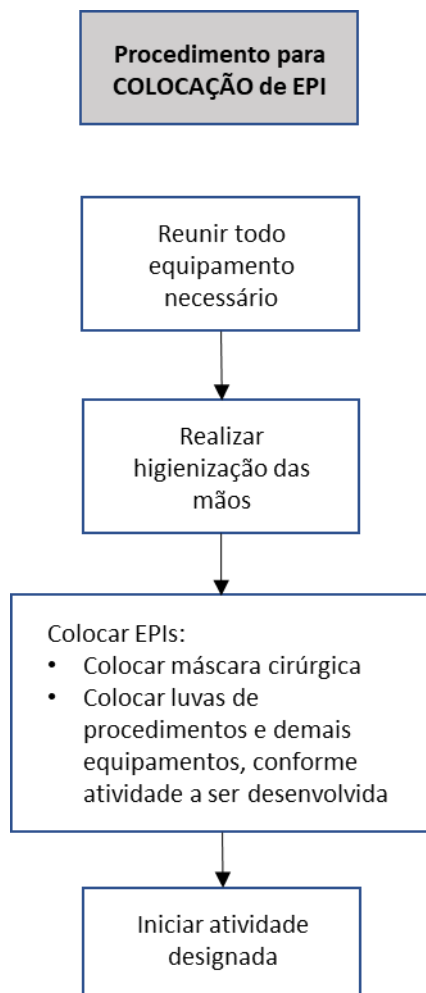 Procedimento para
COLOCAÇÃO de EPI
Reunir todo
equipamento
necessário
Realizar
higienização das
mãos
Colocar EPIs:
• Colocar máscara cirúrgica
• Colocar luvas de
procedimentos e demais
equipamentos, conforme
atividade a ser desenvolvida
Iniciar atividade
designada